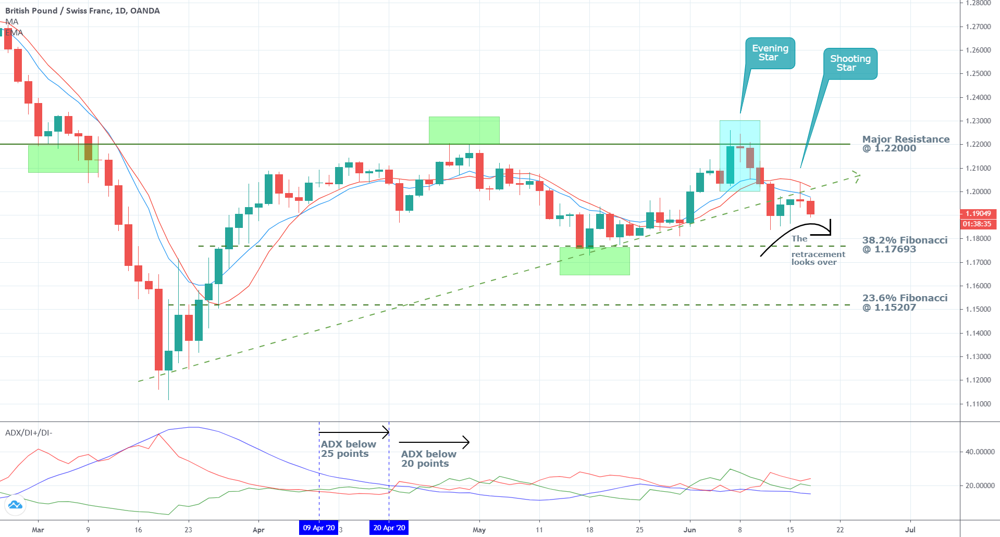 British Pound / Swiss Franc, 1D, OANDA
MA
EMA
Evening
Star
Shooting
Star
Major Resistance
@ 1.22000
The
retracement
looks over
38.2% Fibonacci
@ 1.17693
23.6% Fibonacci
@ 1.15207
1.28000
1.27000
1.26000
1.25000
1.24000
1.23000
1.22000
1.21000
1.20000
1.19049
01:38:35
1.18000
1.17000
1.16000
1.15000
1.14000
1.13000
1.12000
1.11000
ADX/DI+/DI-
ADX below
25 points
ADX below
20 points
40.00000
20.00000
Mar 9 16 23 Apr 09 Apr '20 3 20 Apr '20 May 11 18 25 Jun 8 15 22 Jul